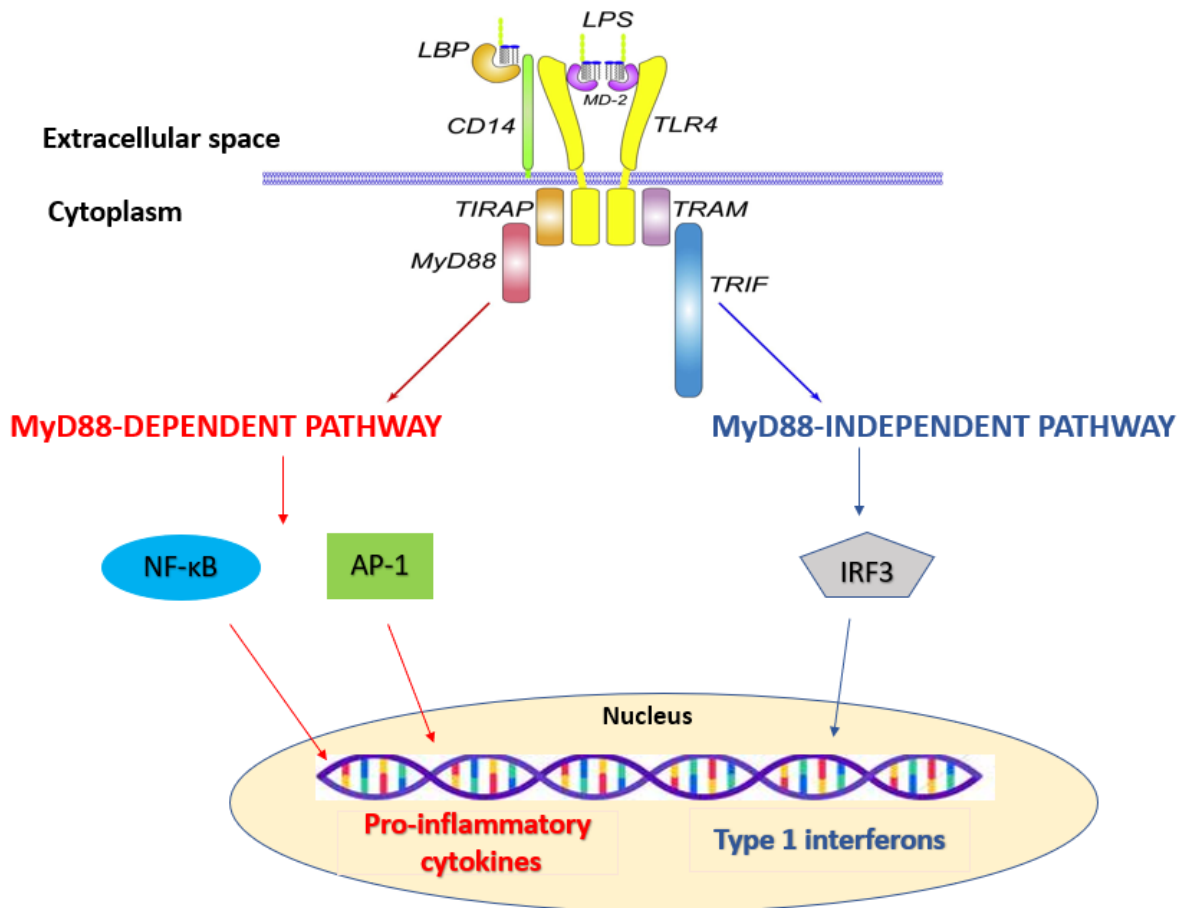 LPS
LBP
MD-2
CD14
TLR4
Extracellular space
Cytoplasm
TIRAP
TRAM
MyD88
TRIF
MyD88-DEPENDENT PATHWAY
MyD88-INDEPENDENT PATHWAY
NF-κB
AP-1
IRF3
Nucleus
Pro-inflammatory
cytokines
Type 1 interferons